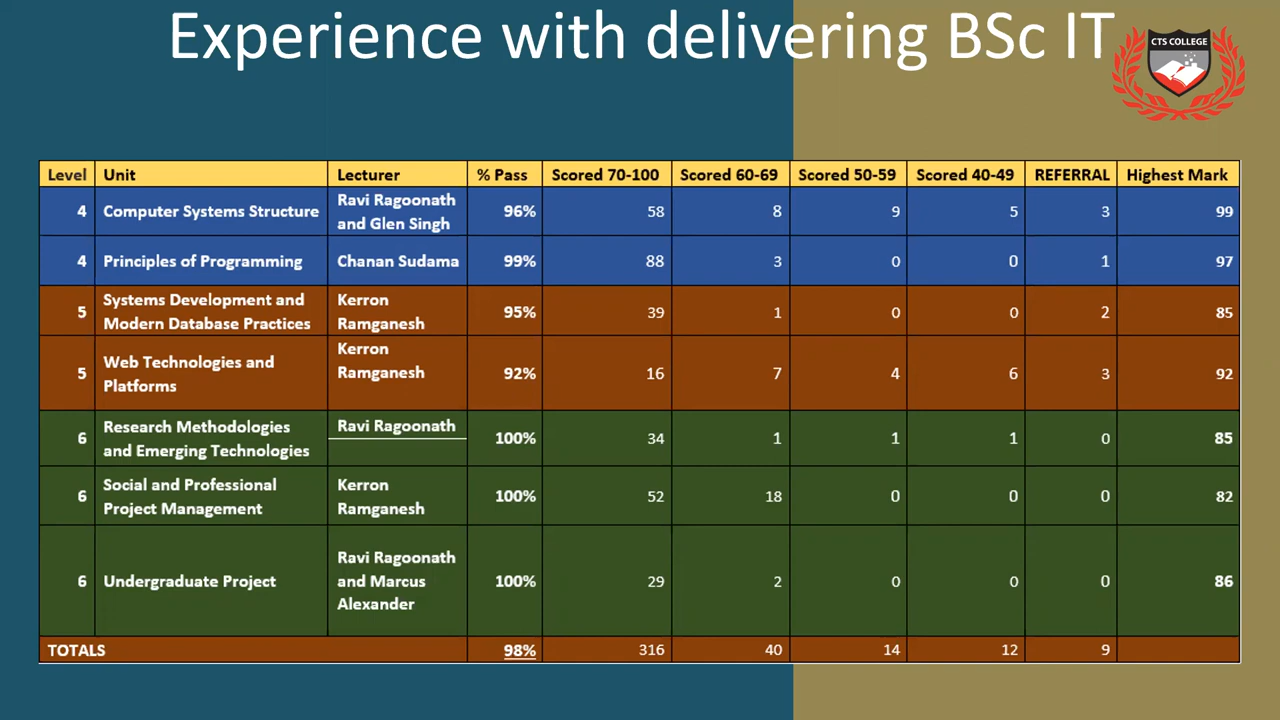 Experience with delivering BSc IT
CTS COLLEGE
Level Unit Lecturer % Pass Scored 70-100 Scored 60-69 Scored 50-59 Scored 40-49 REFERRAL Highest Mark
4 Computer Systems Structure Ravi Ragoonath and Glen Singh 96% 58 8 9 5 3 99
4 Principles of Programming Chanan Sudama 99% 88 3 0 0 1 97
5 Systems Development and Modern Database Practices Kerron Ramganesh 95% 39 1 0 0 2 85
5 Web Technologies and Platforms Kerron Ramganesh 92% 16 7 4 6 3 92
6 Research Methodologies and Emerging Technologies Ravi Ragoonath 100% 34 1 1 1 0 85
6 Social and Professional Project Management Kerron Ramganesh 100% 52 18 0 0 0 82
6 Undergraduate Project Ravi Ragoonath and Marcus Alexander 100% 29 2 0 0 0 86
TOTALS 98% 316 40 14 12 9